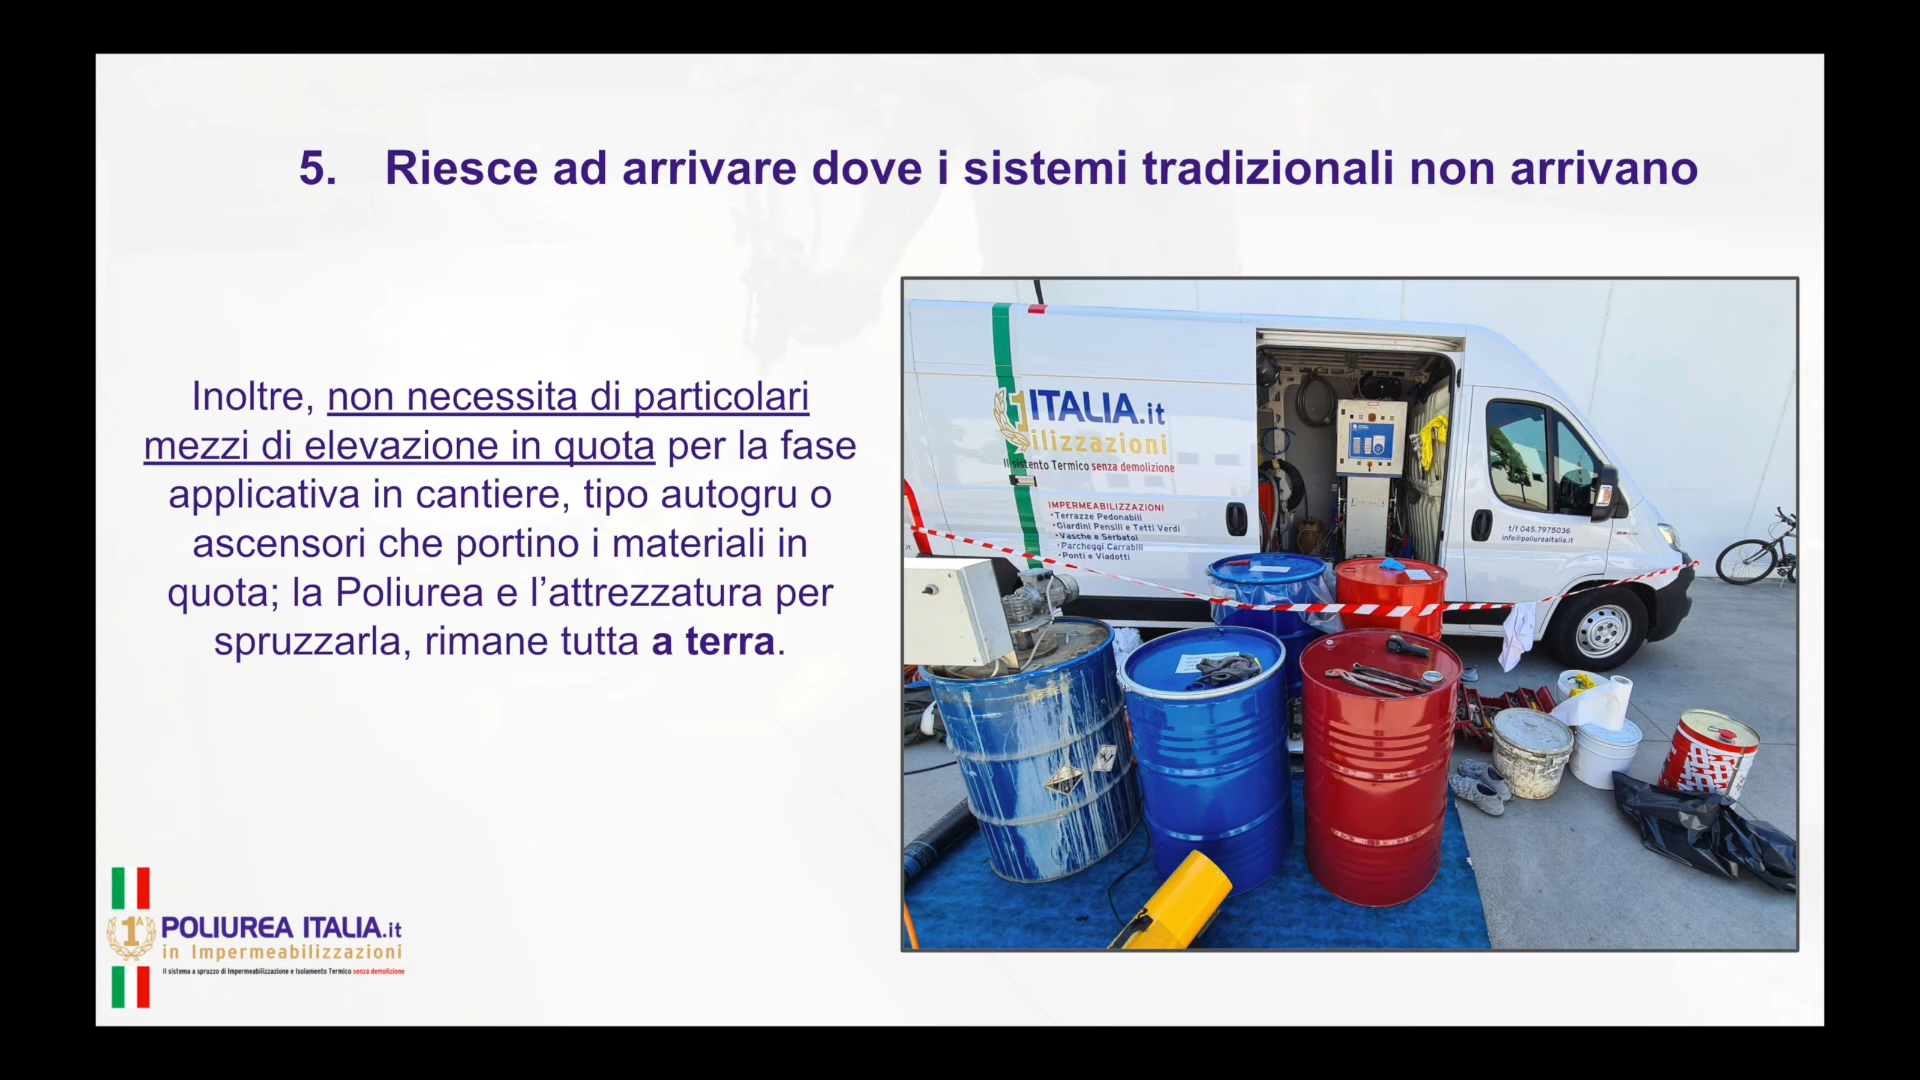 5. Riesce ad arrivare dove i sistemi tradizionali non arrivano
Inoltre, non necessita di particolari
mezzi di elevazione in quota per la fase
applicativa in cantiere, tipo autogru o
ascensori che portino i materiali in
quota; la Poliurea e l’attrezzatura per
spruzzarla, rimane tutta a terra.
1 ITALIA.it
ilizzazioni
Il sistento Termico senza demolizione
IMPERMEABILIZZAZIONI
•Terrazze Pedonabili
•Giardini Pensili e Tetti Verdi
•Vasche e Serbatoi
•Parcheggi Carrabili
•Ponti e Viadotti
t/f 045.7975036
info@poliureaitalia.it
1A POLIUREA ITALIA.it
in Impermeabilizzazioni
Il sistema a spruzzo di Impermeabilizzazione e Isolamento Termico senza demolizione